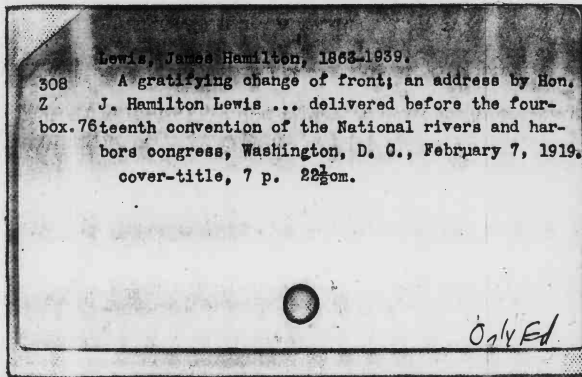 Lewis, James Hamilton, 1863-1939.
308 A gratifying change of front; an address by Hon.
Z J. Hamilton Lewis ... delivered before the four-
box.76 teenth convention of the National rivers and har-
bors congress, Washington, D. C., February 7, 1919.
cover-title, 7 p. 22½cm.
Only Ed